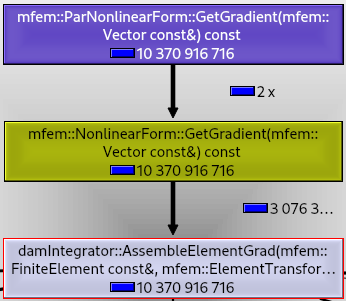 mfem::ParNonlinearForm::GetGradient(mfem::
Vector const&) const
10 370 916 716
2 x
mfem::NonlinearForm::GetGradient(mfem::
Vector const&) const
10 370 916 716
3 076 3...
damIntegrator::AssembleElementGrad(mfem::
FiniteElement const&, mfem::ElementTransfor...
10 370 916 716